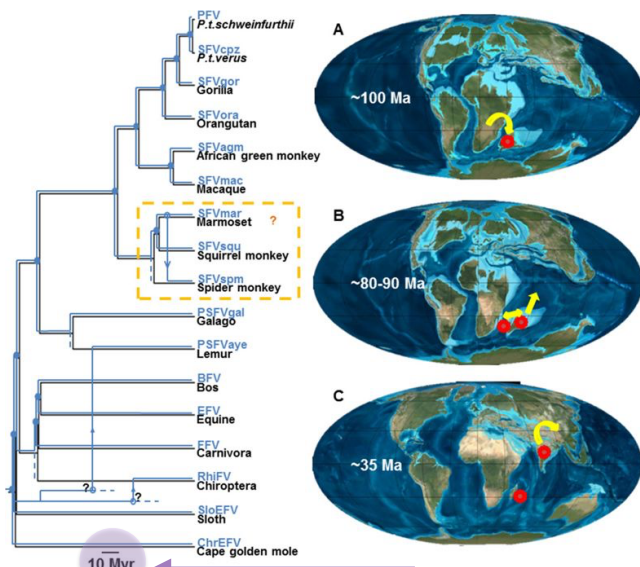 PFV
P.t.schweinfurthii
SFVcpz
P.t.verus
SFVgor
Gorilla
SFVora
Orangutan
SFVagm
African green monkey
SFVmac
Macaque
SFVmar
Marmoset ?
SFVsqu
Squirrel monkey
SFVspm
Spider monkey
PSFVgal
Galago
PSFVaye
Lemur
BFV
Bos
EFV
Equine
FFV
Carnivora
RhiFV
Chiroptera
?
?
SloEFV
Sloth
ChrEFV
Cape golden mole
10 Myr
A
~100 Ma
B
~80-90 Ma
C
~35 Ma